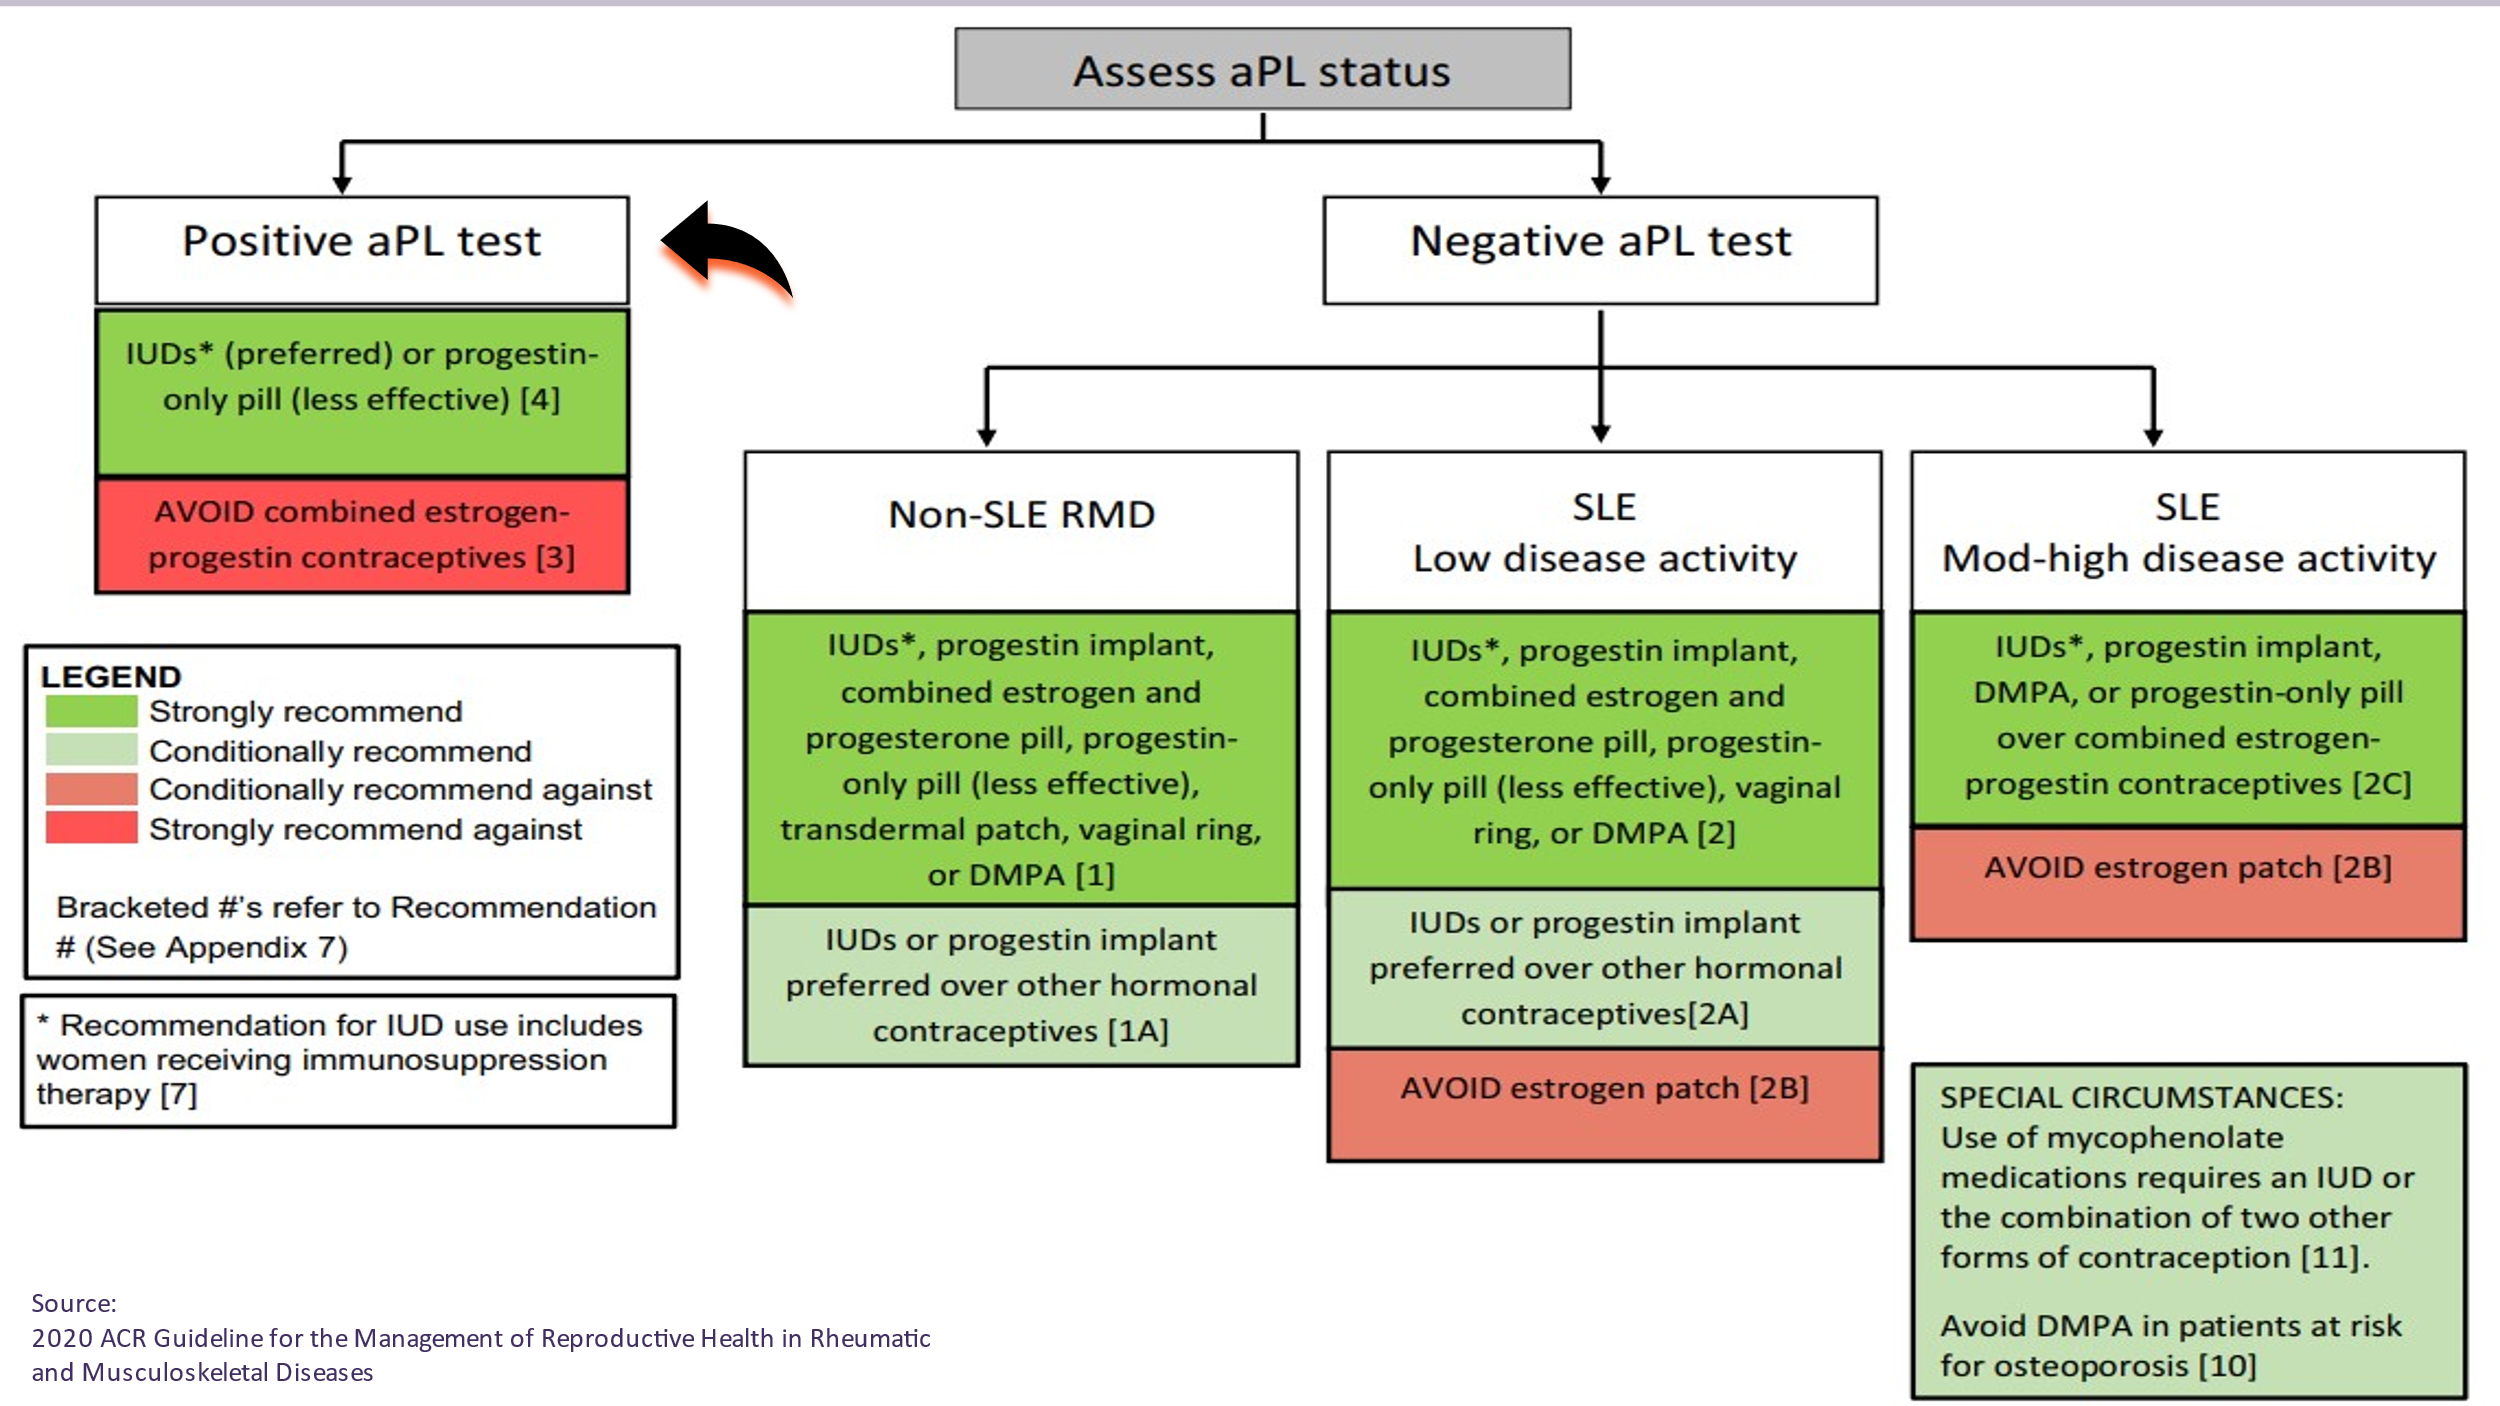 Assess aPL status
Positive aPL test
IUDs* (preferred) or progestin-
only pill (less effective) [4]
AVOID combined estrogen-
progestin contraceptives [3]
Negative aPL test
Non-SLE RMD
IUDs*, progestin implant,
combined estrogen and
progesterone pill, progestin-
only pill (less effective),
transdermal patch, vaginal ring,
or DMPA [1]
IUDs or progestin implant
preferred over other hormonal
contraceptives [1A]
SLE
Low disease activity
IUDs*, progestin implant,
combined estrogen and
progesterone pill, progestin-
only pill (less effective), vaginal
ring, or DMPA [2]
IUDs or progestin implant
preferred over other hormonal
contraceptives[2A]
AVOID estrogen patch [2B]
SLE
Mod-high disease activity
IUDs*, progestin implant,
DMPA, or progestin-only pill
over combined estrogen-
progestin contraceptives [2C]
AVOID estrogen patch [2B]
LEGEND
Strongly recommend
Conditionally recommend
Conditionally recommend against
Strongly recommend against
Bracketed #'s refer to Recommendation
# (See Appendix 7)
* Recommendation for IUD use includes
women receiving immunosuppression
therapy [7]
SPECIAL CIRCUMSTANCES:
Use of mycophenolate
medications requires an IUD or
the combination of two other
forms of contraception [11].
Avoid DMPA in patients at risk
for osteoporosis [10]
Source:
2020 ACR Guideline for the Management of Reproductive Health in Rheumatic
and Musculoskeletal Diseases